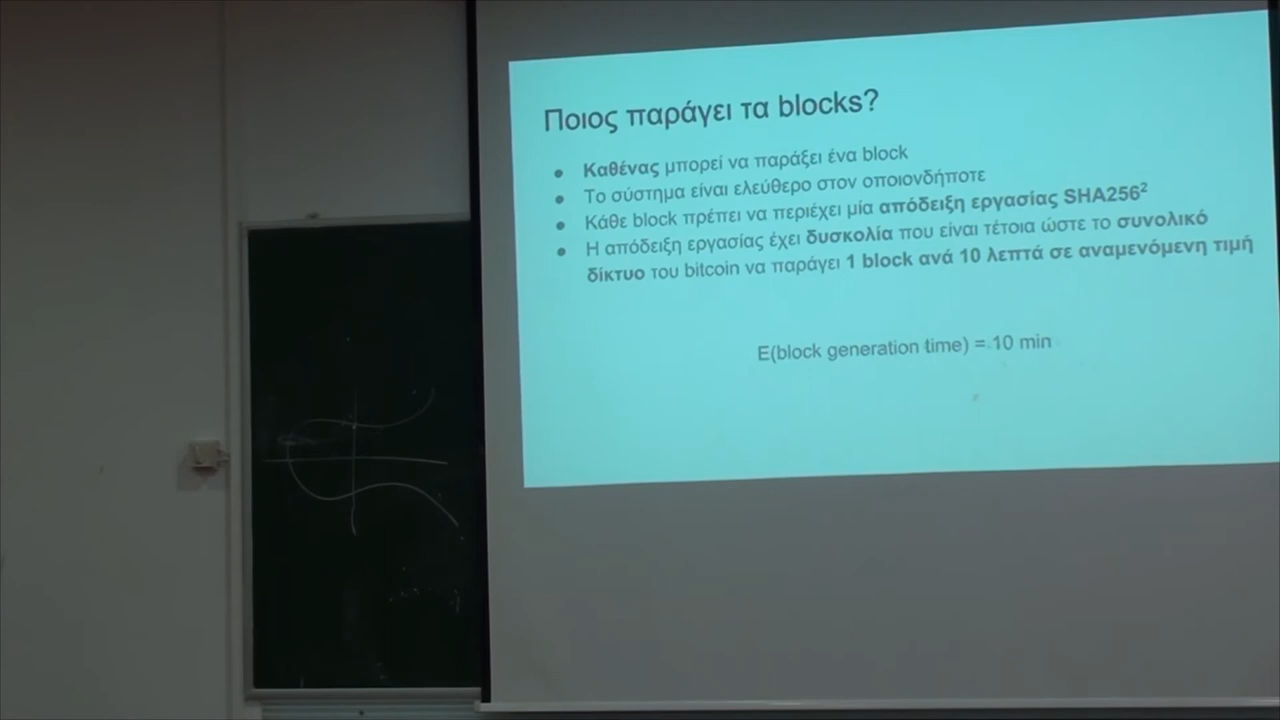 Ποιος παράγει τα blocks?
● Καθένας μπορεί να παράξει ένα block
● Το σύστημα είναι ελεύθερο στον οποιονδήποτε
● Κάθε block πρέπει να περιέχει μία απόδειξη εργασίας SHA256²
● Η απόδειξη εργασίας έχει δυσκολία που είναι τέτοια ώστε το συνολικό
δίκτυο του bitcoin να παράγει 1 block ανά 10 λεπτά σε αναμενόμενη τιμή
E(block generation time) = 10 min